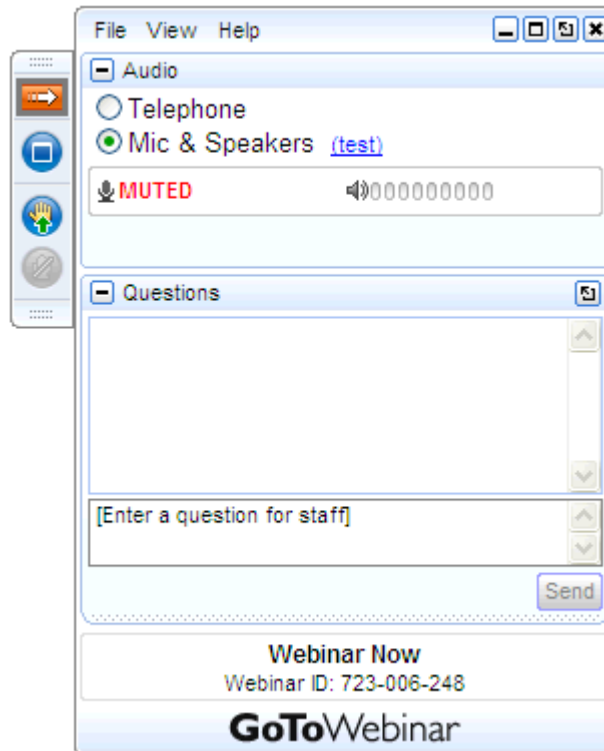 File View Help
Audio
Telephone
Mic & Speakers (test)
MUTED 000000000
Questions
[Enter a question for staff]
Send
Webinar Now
Webinar ID: 723-006-248
GoToWebinar